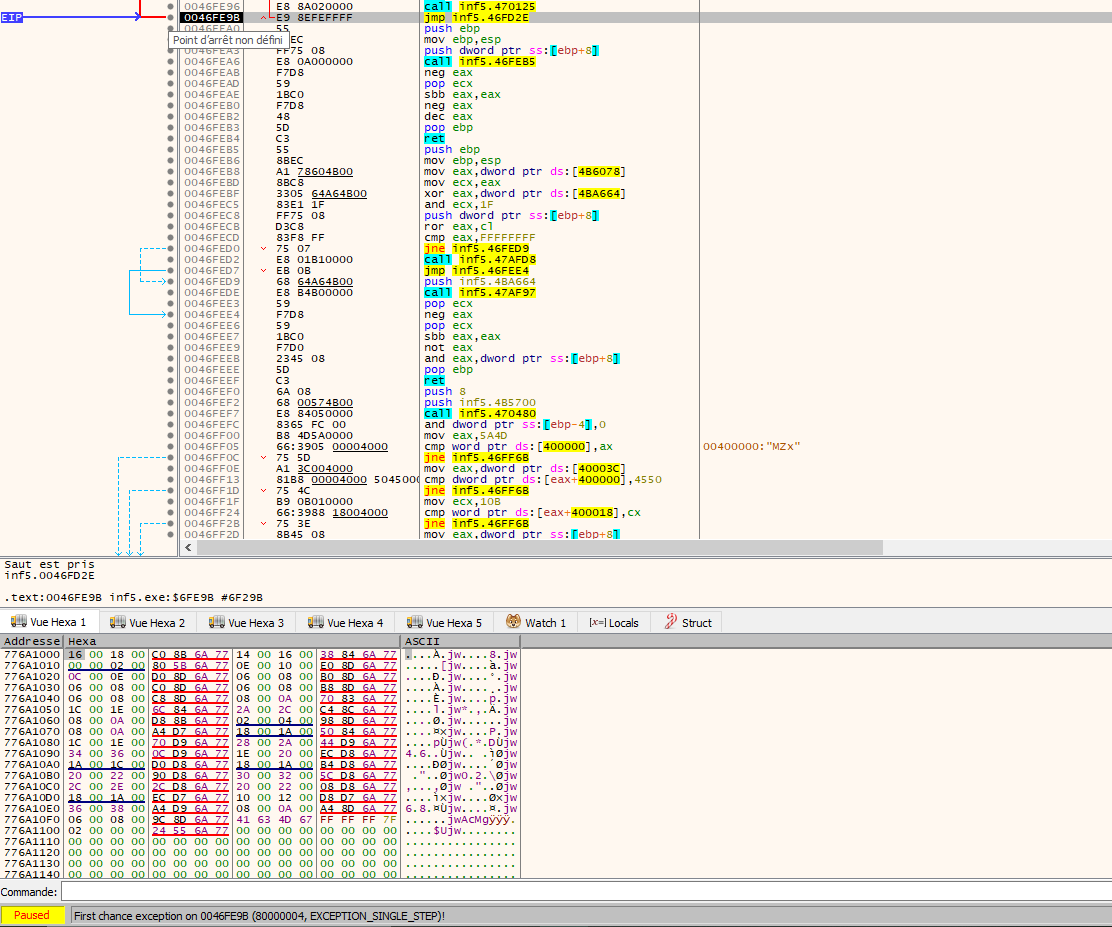 0046FE96 E8 8A020000 call inf5.470125
EIP 0046FE9B E9 8EFEFFFF jmp inf5.46FD2E
0046FEA0 55 push ebp
Point d'arrêt non défini EC mov ebp,esp
0046FEA3 FF75 08 push dword ptr ss:[ebp+8]
0046FEA6 E8 0A000000 call inf5.46FEB5
0046FEAB F7D8 neg eax
0046FEAD 59 pop ecx
0046FEAE 1BC0 sbb eax,eax
0046FEB0 F7D8 neg eax
0046FEB2 48 dec eax
0046FEB3 5D pop ebp
0046FEB4 C3 ret
0046FEB5 55 push ebp
0046FEB6 8BEC mov ebp,esp
0046FEB8 A1 78604B00 mov eax,dword ptr ds:[4B6078]
0046FEBD 8BC8 mov ecx,eax
0046FEBF 3305 64A64B00 xor eax,dword ptr ds:[4BA664]
0046FEC5 83E1 1F and ecx,1F
0046FEC8 FF75 08 push dword ptr ss:[ebp+8]
0046FECB D3C8 ror eax,cl
0046FECD 83F8 FF cmp eax,FFFFFFFF
0046FED0 75 07 jne inf5.46FED9
0046FED2 E8 01B10000 call inf5.47AFD8
0046FED7 EB 0B jmp inf5.46FEE4
0046FED9 68 64A64B00 push inf5.4BA664
0046FEDE E8 B4B00000 call inf5.47AF97
0046FEE3 59 pop ecx
0046FEE4 F7D8 neg eax
0046FEE6 59 pop ecx
0046FEE7 1BC0 sbb eax,eax
0046FEE9 F7D0 not eax
0046FEEB 2345 08 and eax,dword ptr ss:[ebp+8]
0046FEEE 5D pop ebp
0046FEEF C3 ret
0046FEF0 6A 08 push 8
0046FEF2 68 00574B00 push inf5.4B5700
0046FEF7 E8 84050000 call inf5.470480
0046FEFC 8365 FC 00 and dword ptr ss:[ebp-4],0
0046FF00 B8 4D5A0000 mov eax,5A4D
0046FF05 66:3905 00004000 cmp word ptr ds:[400000],ax 00400000:"MZx"
0046FF0C 75 5D jne inf5.46FF6B
0046FF0E A1 3C004000 mov eax,dword ptr ds:[40003C]
0046FF13 81B8 00004000 5045000 cmp dword ptr ds:[eax+400000],4550
0046FF1D 75 4C jne inf5.46FF6B
0046FF1F B9 0B010000 mov ecx,10B
0046FF24 66:3988 18004000 cmp word ptr ds:[eax+400018],cx
0046FF2B 75 3E jne inf5.46FF6B
0046FF2D 8B45 08 mov eax,dword ptr ss:[ebp+8]
Saut est pris
inf5.0046FD2E
.text:0046FE9B inf5.exe:$6FE9B #6F29B
Vue Hexa 1 Vue Hexa 2 Vue Hexa 3 Vue Hexa 4 Vue Hexa 5 Watch 1 [x=] Locals Struct
Addresse Hexa ASCII
776A1000 16 00 18 00 C0 8B 6A 77 14 00 16 00 38 84 6A 77 ....À.jw....8.jw
776A1010 00 00 02 00 80 5B 6A 77 0E 00 10 00 E0 8D 6A 77 .....[jw....à.jw
776A1020 0C 00 0E 00 D0 8D 6A 77 06 00 08 00 B0 8D 6A 77 ....Ð.jw....°.jw
776A1030 06 00 08 00 C0 8D 6A 77 06 00 08 00 B8 8D 6A 77 ....À.jw....¸.jw
776A1040 06 00 08 00 C8 8D 6A 77 08 00 0A 00 70 83 6A 77 ....È.jw....p.jw
776A1050 1C 00 1E 00 6C 84 6A 77 2A 00 2C 00 C4 8C 6A 77 ....l.jw*.,.Ä.jw
776A1060 08 00 0A 00 D8 8B 6A 77 02 00 04 00 98 8D 6A 77 ....Ø.jw......jw
776A1070 08 00 0A 00 A4 D7 6A 77 18 00 1A 00 50 84 6A 77 ....¤×jw....P.jw
776A1080 1C 00 1E 00 70 D9 6A 77 28 00 2A 00 44 D9 6A 77 ....pÙjw(.*.DÙjw
776A1090 34 00 36 00 0C D9 6A 77 1E 00 20 00 EC D8 6A 77 4.6..Ùjw.. .ìØjw
776A10A0 1A 00 1C 00 D0 D8 6A 77 18 00 1A 00 B4 D8 6A 77 ....ÐØjw....´Øjw
776A10B0 20 00 22 00 90 D8 6A 77 30 00 32 00 5C D8 6A 77 .".Øjw0.2.\Øjw
776A10C0 2C 00 2E 00 2C D8 6A 77 20 00 22 00 08 D8 6A 77 ,...,Øjw .".Øjw
776A10D0 18 00 1A 00 EC D7 6A 77 10 00 12 00 D8 D7 6A 77 ....ì×jw....Ø×jw
776A10E0 36 00 38 00 A4 D9 6A 77 08 00 0A 00 A4 8D 6A 77 6.8.¤Ùjw....¤.jw
776A10F0 06 00 08 00 9C 8D 6A 77 41 63 4D 67 FF FF FF 7F ......jwAcMgÿÿÿ.
776A1100 02 00 00 00 24 55 6A 77 00 00 00 00 00 00 00 00 ....$Ujw........
776A1110 00 00 00 00 00 00 00 00 00 00 00 00 00 00 00 00 ................
776A1120 00 00 00 00 00 00 00 00 00 00 00 00 00 00 00 00 ................
776A1130 00 00 00 00 00 00 00 00 00 00 00 00 00 00 00 00 ................
776A1140 00 00 00 00 00 00 00 00 00 00 00 00 00 00 00 00 ................
Commande:
Paused First chance exception on 0046FE9B (80000004, EXCEPTION_SINGLE_STEP)!